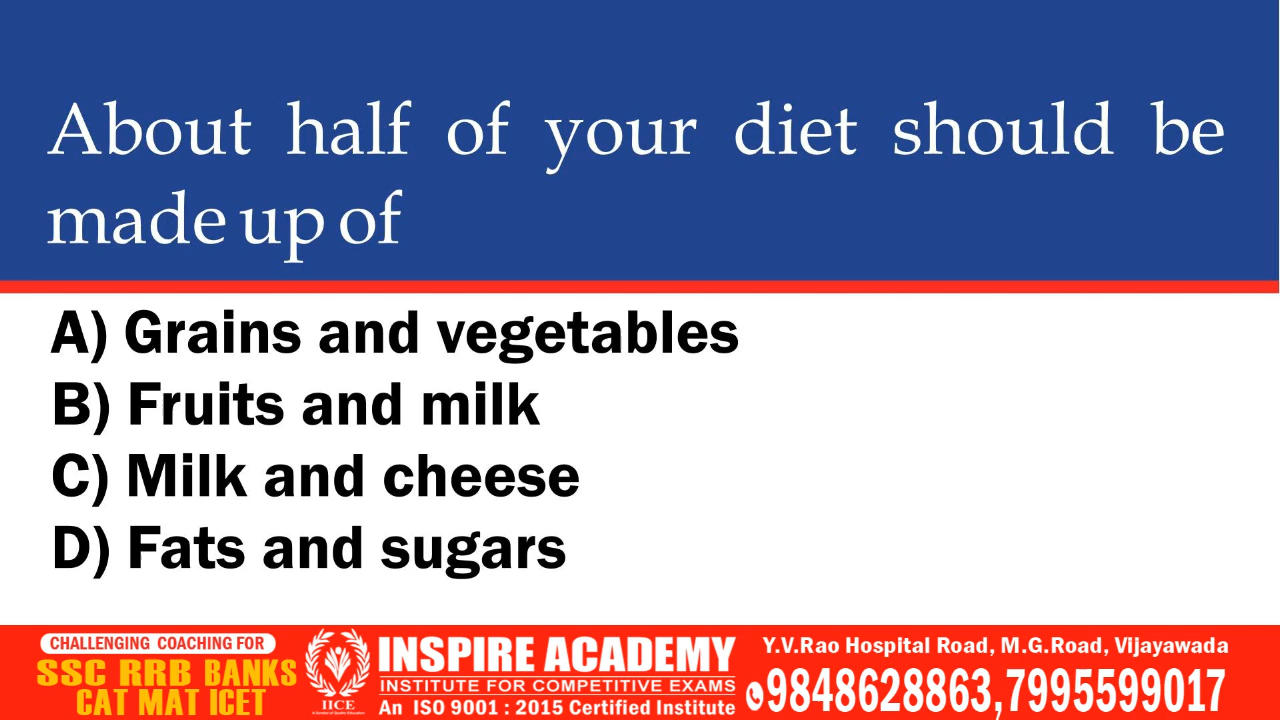 About half of your diet should be
made up of
A) Grains and vegetables
B) Fruits and milk
C) Milk and cheese
D) Fats and sugars
CHALLENGING COACHING FOR
SSC RRB BANKS
CAT MAT ICET
IICE
INSPIRE ACADEMY
INSTITUTE FOR COMPETITIVE EXAMS
An ISO 9001 : 2015 Certified Institute
Y.V.Rao Hospital Road, M.G.Road, Vijayawada
9848628863,7995599017